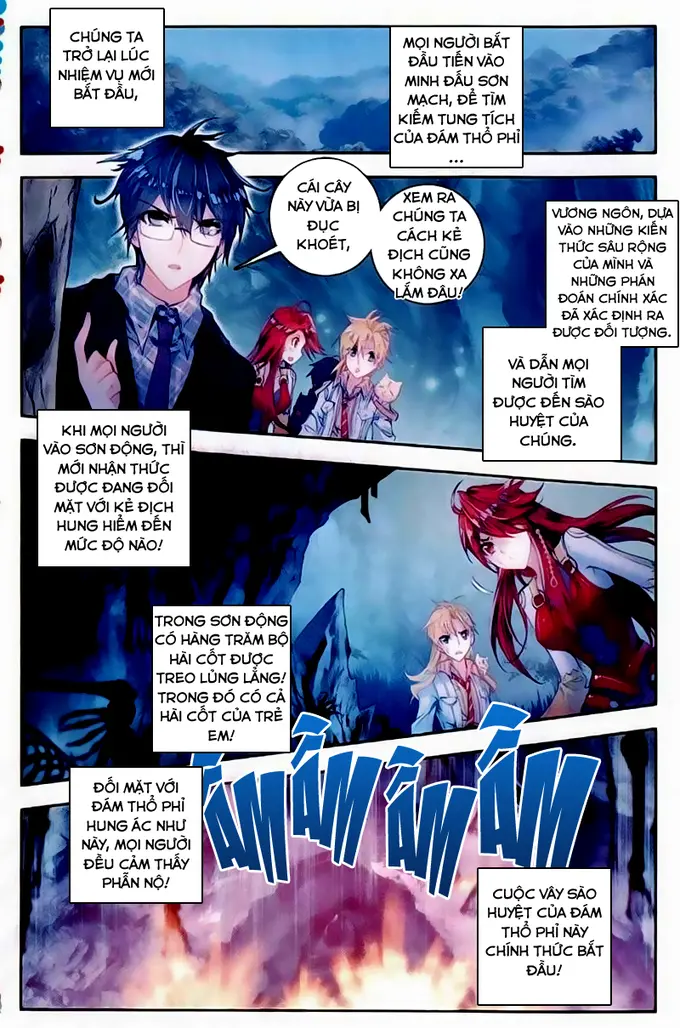 CHÚNG TA
TRỞ LẠI LÚC
NHIỆM VỤ MỚI
BẮT ĐẦU,
MỌI NGƯỜI BẮT
ĐẦU TIẾN VÀO
MINH ĐẤU SƠN
MẠCH, ĐỂ TÌM
KIẾM TUNG TÍCH
CỦA ĐÁM THỔ PHỈ
...
CÁI CÂY
NÀY VỪA BỊ
ĐỤC
KHOÉT,
XEM RA
CHÚNG TA
CÁCH KẺ
ĐỊCH CŨNG
KHÔNG XA
LẮM ĐÂU!
VƯƠNG NGÔN, DỰA
VÀO NHỮNG KIẾN
THỨC SÂU RỘNG
CỦA MÌNH VÀ
NHỮNG PHÁN
ĐOÁN CHÍNH XÁC
ĐÃ XÁC ĐỊNH RA
ĐƯỢC ĐỐI TƯỢNG.
VÀ DẪN MỌI
NGƯỜI TÌM
ĐƯỢC ĐẾN SÀO
HUYỆT CỦA
CHÚNG.
KHI MỌI NGƯỜI
VÀO SƠN ĐỘNG, THÌ
MỚI NHẬN THỨC
ĐƯỢC ĐANG ĐỐI
MẶT VỚI KẺ ĐỊCH
HUNG HIỂM ĐẾN
MỨC ĐỘ NÀO!
TRONG SƠN ĐỘNG
CÓ HÀNG TRĂM BỘ
HÀI CỐT ĐƯỢC
TREO LỦNG LẲNG!
TRONG ĐÓ CÓ CẢ
HÀI CỐT CỦA TRẺ
EM!
ẦM ẦM ẦM ẦM
ẦM ẦM ẦM ẦM
ĐỐI MẶT VỚI
ĐÁM THỔ PHỈ
HUNG ÁC NHƯ
NÀY, MỌI NGƯỜI
ĐỀU CẢM THẤY
PHẪN NỘ!
CUỘC VÂY SÀO
HUYỆT CỦA ĐÁM
THỔ PHỈ NÀY
CHÍNH THỨC BẮT
ĐẦU!